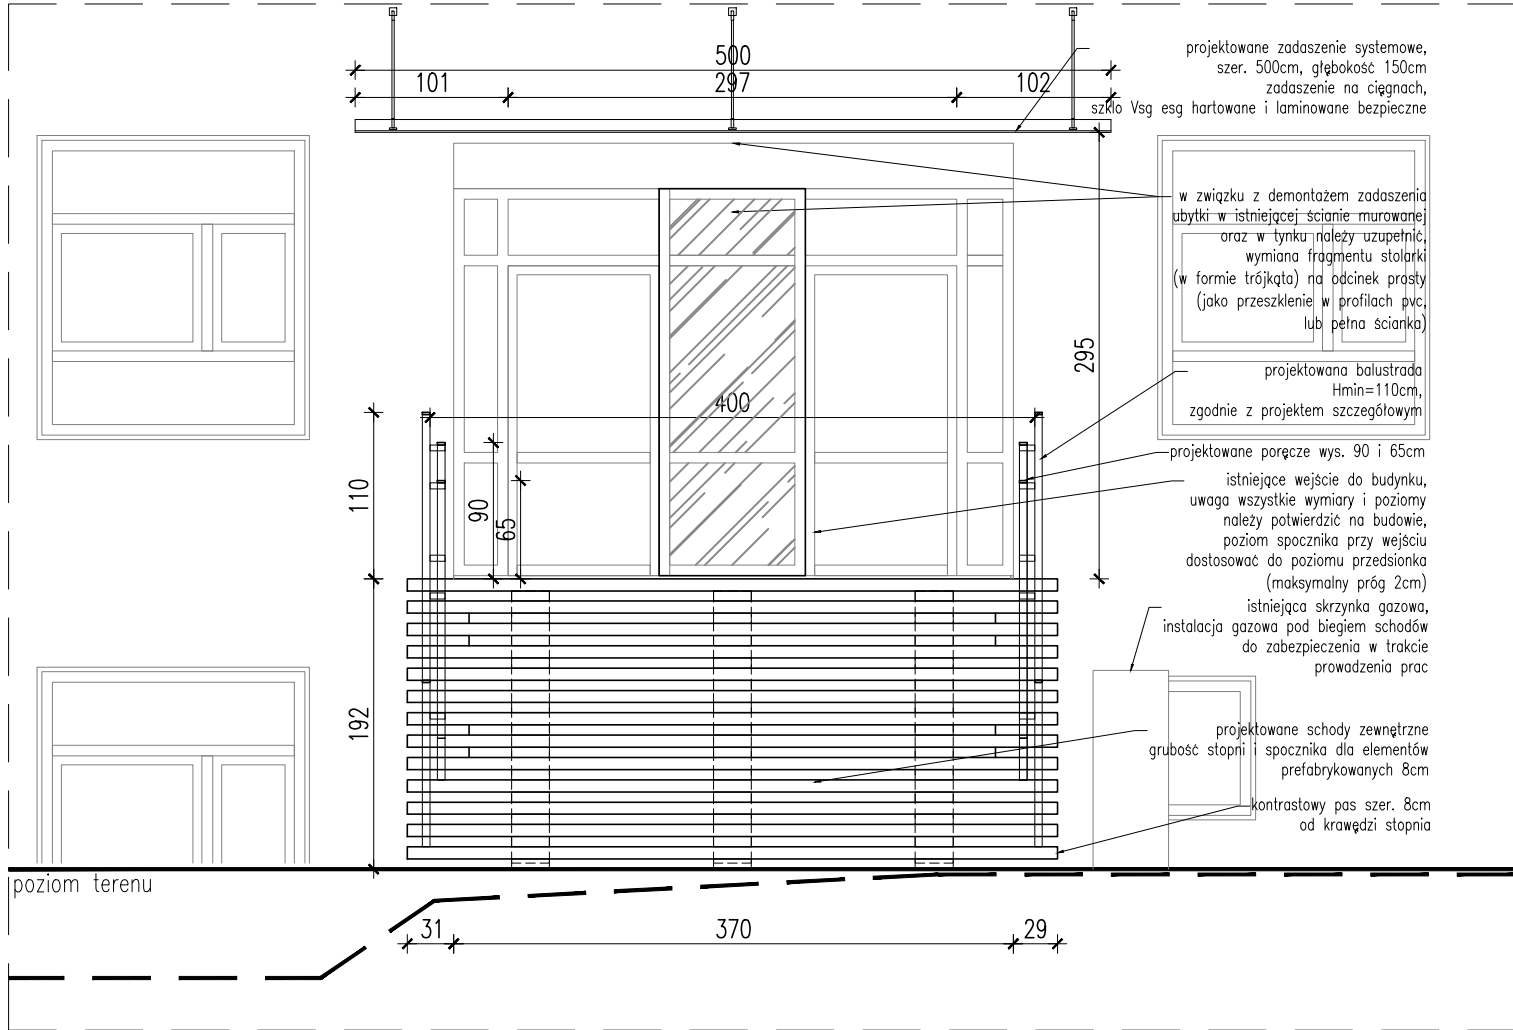 500
101
297
102
projektowane zadaszenie systemowe,
szer. 500cm, głębokość 150cm
zadaszenie na cięgnach,
szkło Vsg esg hartowane i laminowane bezpieczne
w związku z demontażem zadaszenia
ubytki w istniejącej ścianie murowanej
oraz w tynku należy uzupełnić,
wymiana fragmentu stolarki
(w formie trójkąta) na odcinek prosty
(jako przeszklenie w profilach pvc,
lub pełna ścianka)
295
projektowana balustrada
Hmin=110cm,
zgodnie z projektem szczegółowym
400
projektowane poręcze wys. 90 i 65cm
110
90
65
istniejące wejście do budynku,
uwaga wszystkie wymiary i poziomy
należy potwierdzić na budowie,
poziom spocznika przy wejściu
dostosować do poziomu przedsionka
(maksymalny próg 2cm)
istniejąca skrzynka gazowa,
instalacja gazowa pod biegiem schodów
do zabezpieczenia w trakcie
prowadzenia prac
192
projektowane schody zewnętrzne
grubość stopni i spocznika dla elementów
prefabrykowanych 8cm
kontrastowy pas szer. 8cm
od krawędzi stopnia
poziom terenu
31
370
29